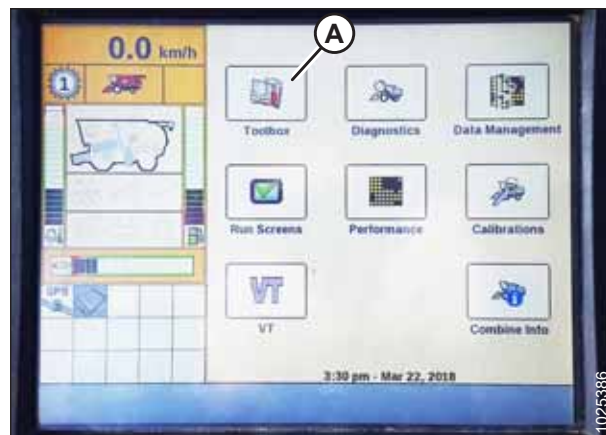 A
0.0 km/h
1
Toolbox
Diagnostics
Data Management
Run Screens
Performance
Calibrations
GPS
VT
VT
Combine Info
3:30 pm - Mar 22, 2018
1025386